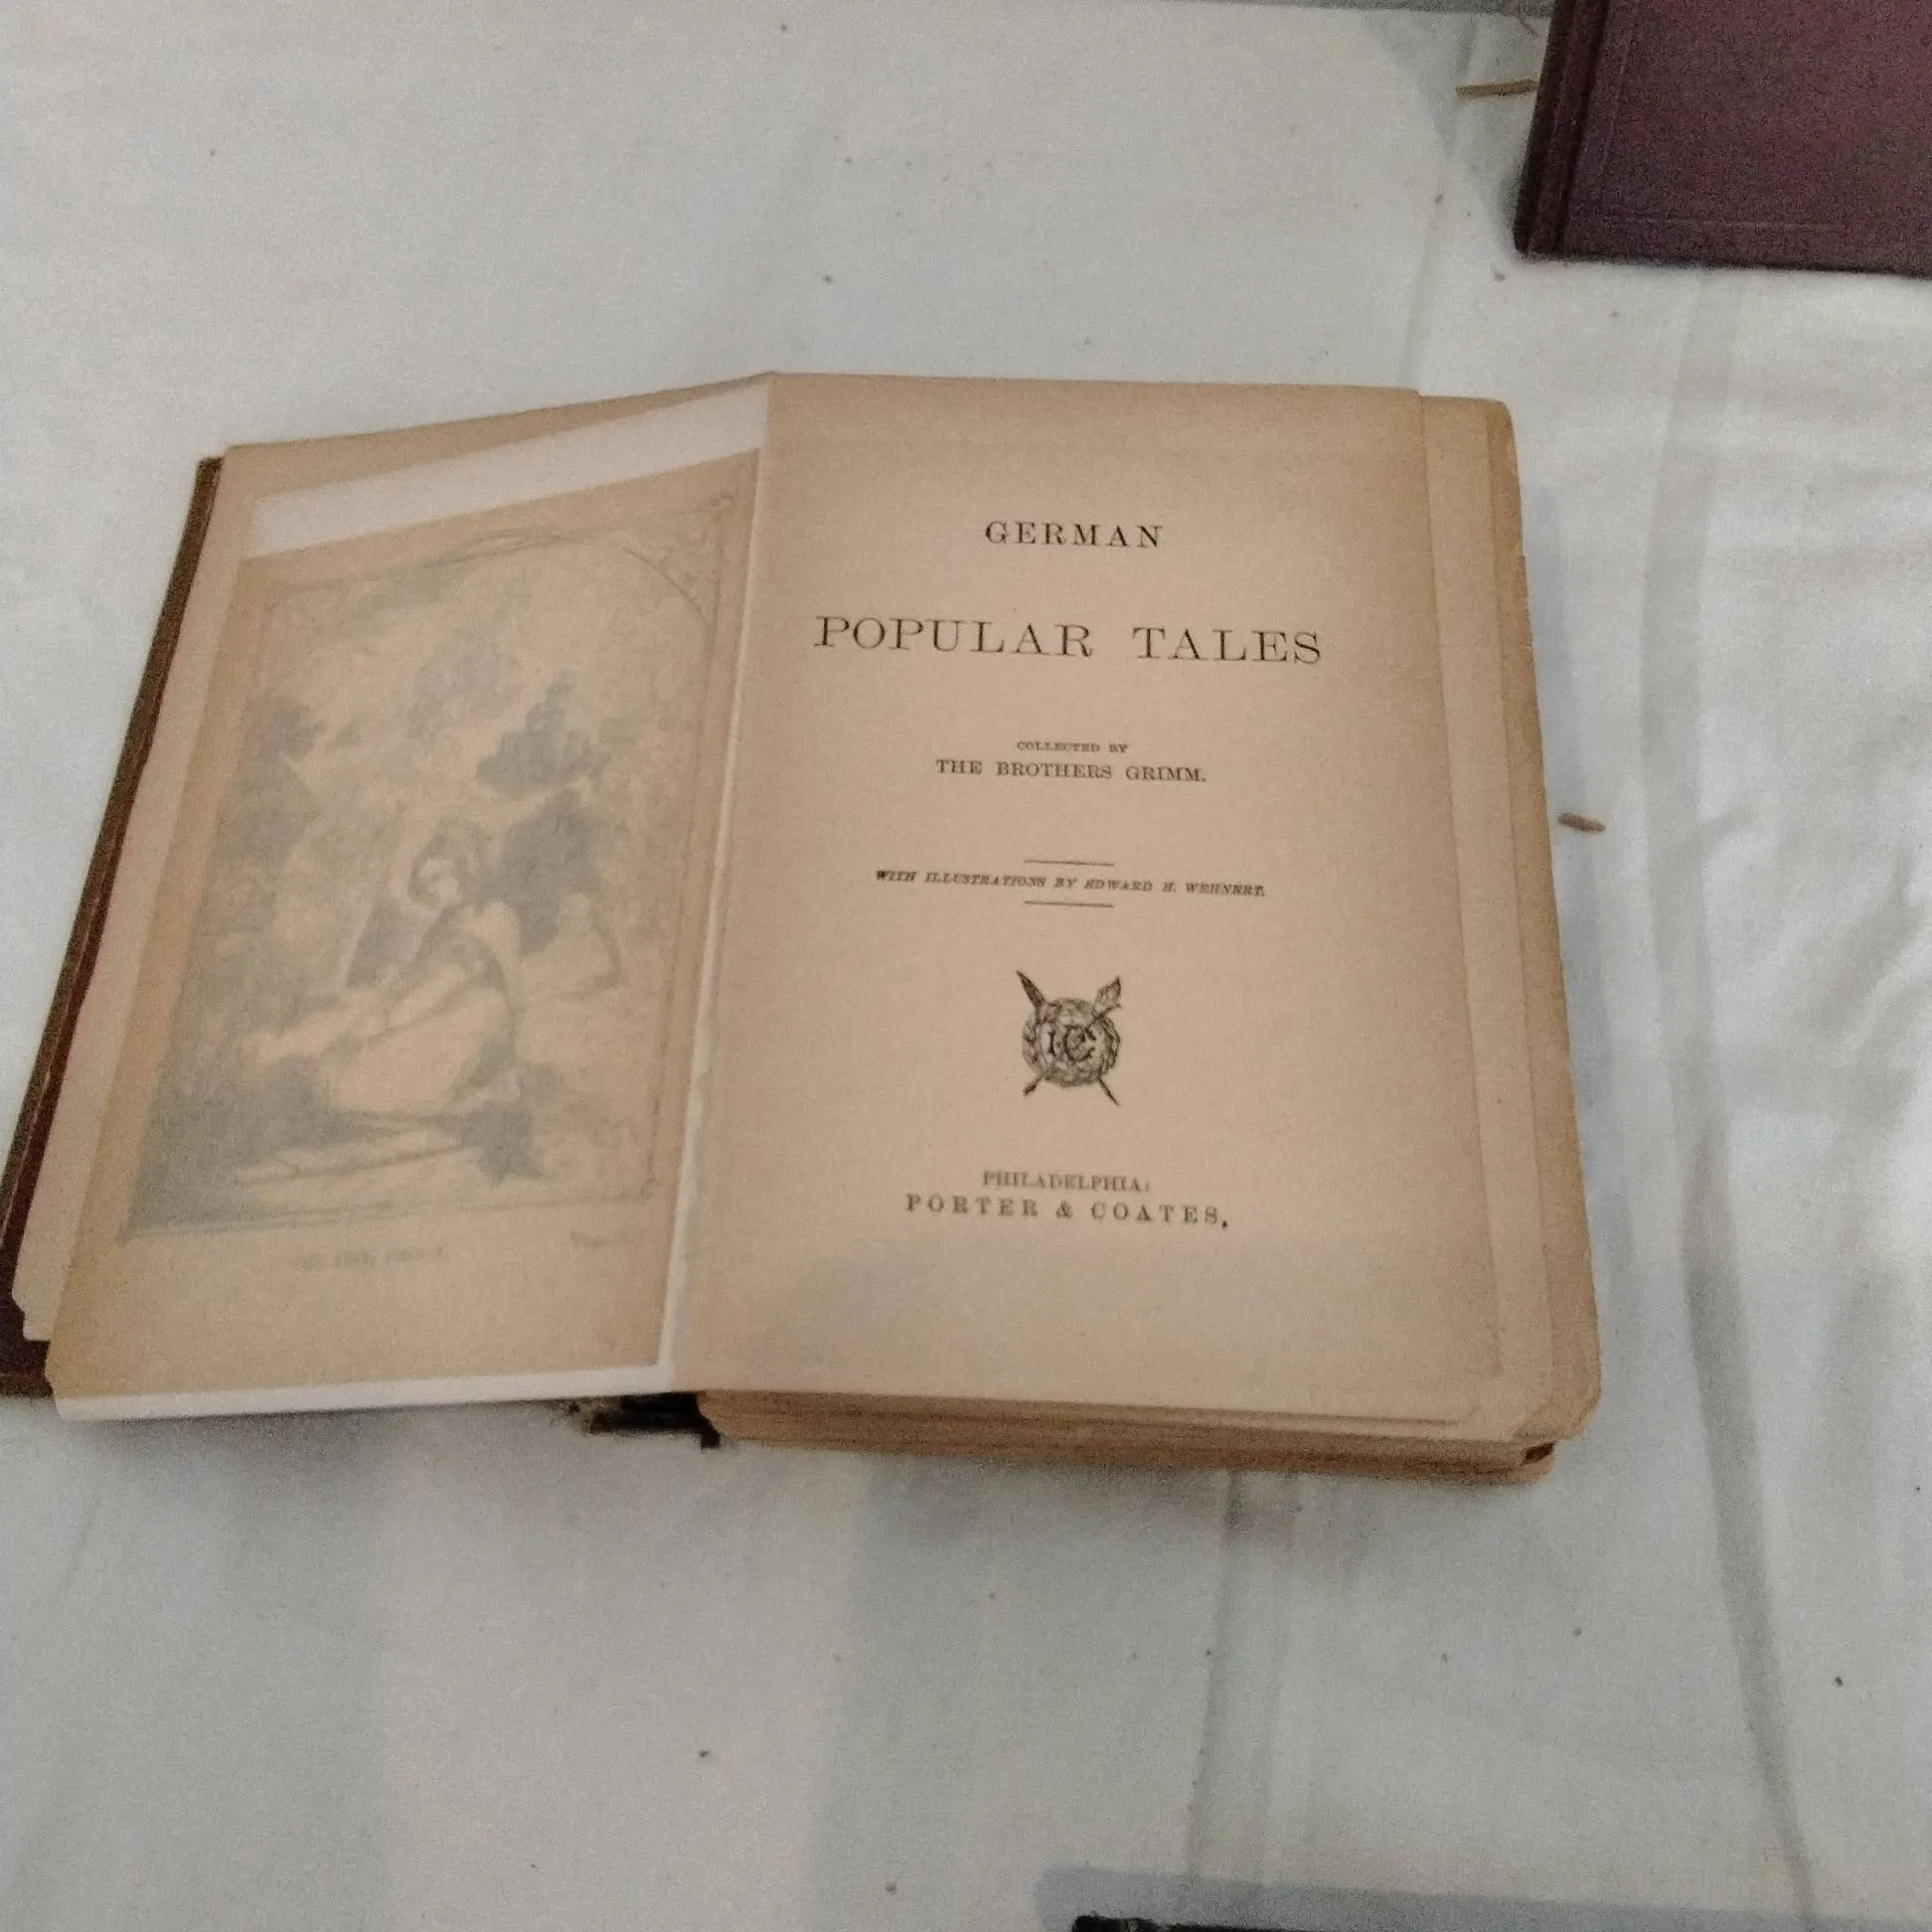 GERMAN
POPULAR TALES
COLLECTED BY
THE BROTHERS GRIMM.
WITH ILLUSTRATIONS BY EDWARD H. WEHNERT.
PHILADELPHIA:
PORTER & COATES.